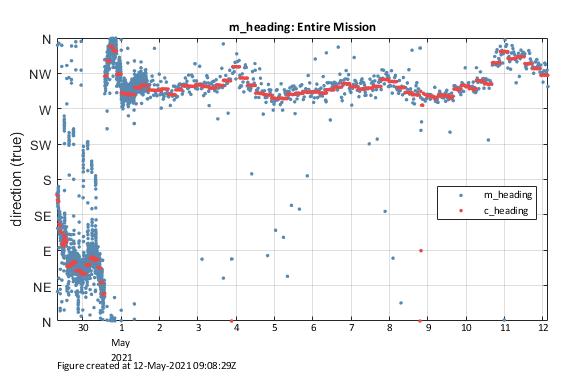 m_heading: Entire Mission
direction (true)
N
NW
W
SW
S
SE
E
NE
N
m_heading
c_heading
30 1 2 3 4 5 6 7 8 9 10 11 12
May
2021
Figure created at 12-May-2021 09:08:29Z